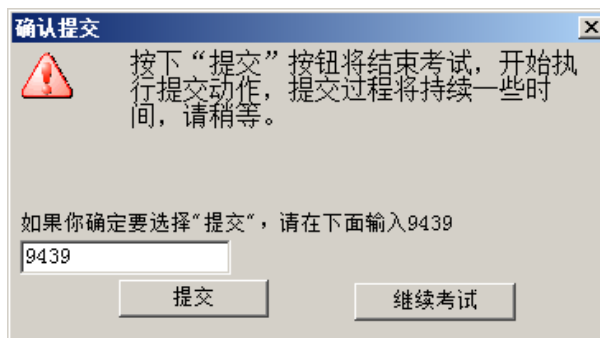 确认提交
按下“提交”按钮将结束考试，开始执
行提交动作，提交过程将持续一些时
间，请稍等。
如果你确定要选择“提交“，请在下面输入9439
9439
提交
继续考试